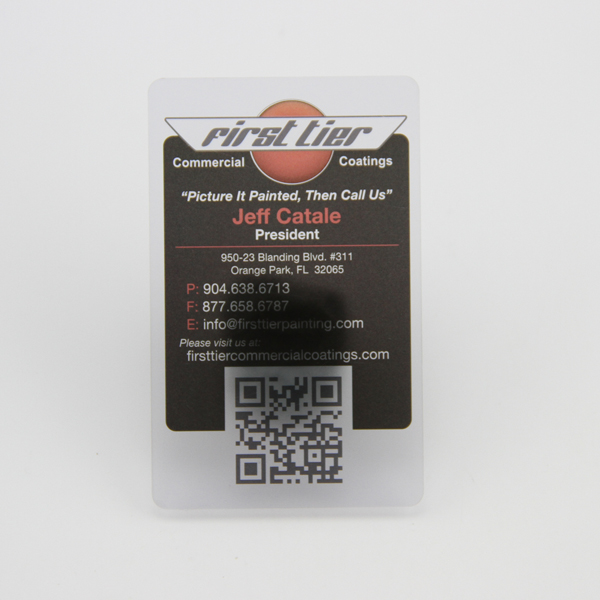 first tier
Commercial Coatings
“Picture It Painted, Then Call Us”
Jeff Catale
President
950-23 Blanding Blvd. #311
Orange Park, FL 32065
P: 904.638.6713
F: 877.658.6787
E: info@firsttierpainting.com
Please visit us at:
firsttiercommercialcoatings.com